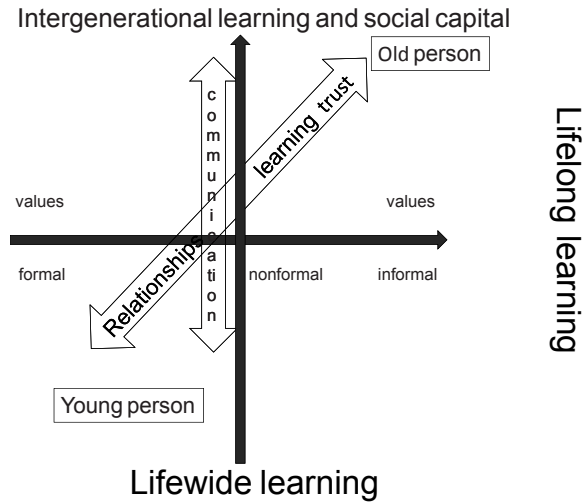 Intergenerational learning and social capital
Old person
communication
Relationships learning trust
Lifelong learning
values values
formal nonformal informal
Young person
Lifewide learning